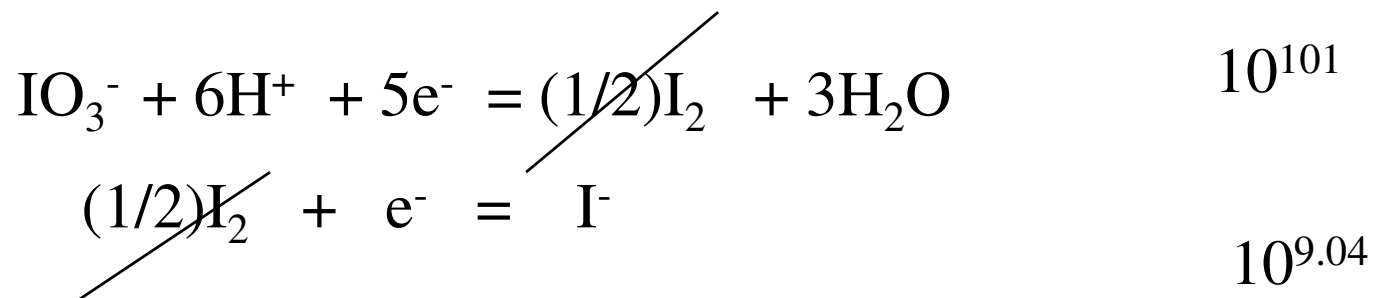 IO₃⁻ + 6H⁺ + 5e⁻ = (1/2)I₂ + 3H₂O 10¹⁰¹
(1/2)I₂ + e⁻ = I⁻ 10⁹·⁰⁴